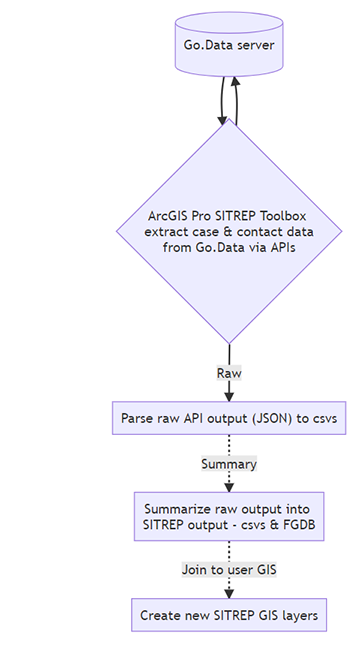 Go.Data server
ArcGIS Pro SITREP Toolbox
extract case & contact data
from Go.Data via APIs
Raw
Parse raw API output (JSON) to csvs
Summary
Summarize raw output into
SITREP output - csvs & FGDB
Join to user GIS
Create new SITREP GIS layers